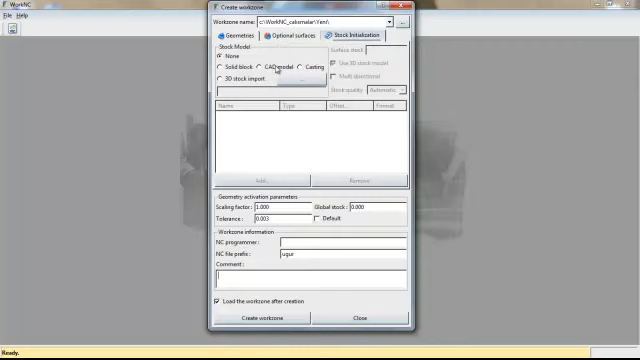 WorkNC
File Help
Create workzone
Workzone name: c:\WorkNC_calismalar\Yeni\
...
Geometries Optional surfaces Stock Initialization
Stock Model
None
Solid block CAD model Casting
3D stock import ...
Surface stock
Use 3D stock model
Multi directional
Stock quality Automatic
Name Type Offset... Format
Add... Remove
Geometry activation parameters
Scaling factor: 1.000 Global stock: 0.000
Tolerance : 0.003 Default
Workzone information
NC programmer :
NC file prefix : ugur
Comment :
Load the workzone after creation
Create workzone Close
Ready.